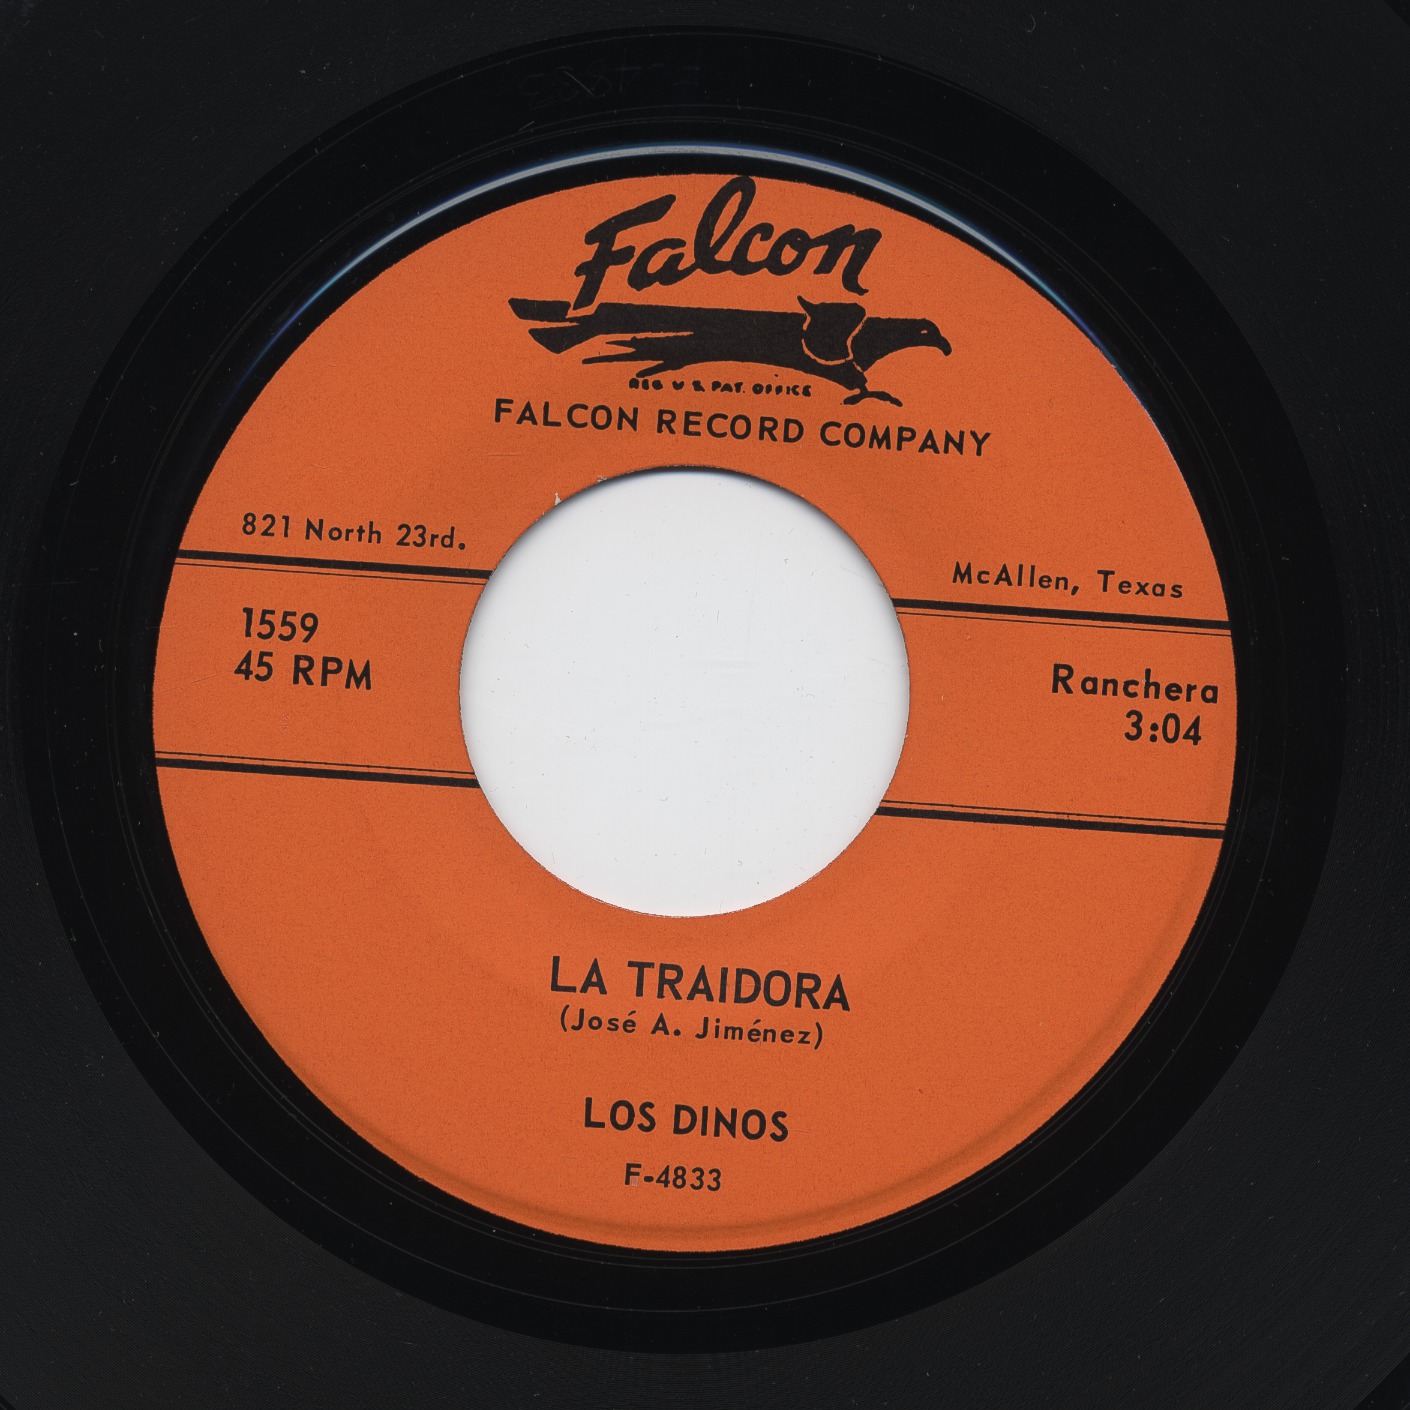 Falcon
REG U S PAT. OFFICE
FALCON RECORD COMPANY
821 North 23rd.
McAllen, Texas
1559
45 RPM
Ranchera
3:04
LA TRAIDORA
(José A. Jiménez)
LOS DINOS
F-4833